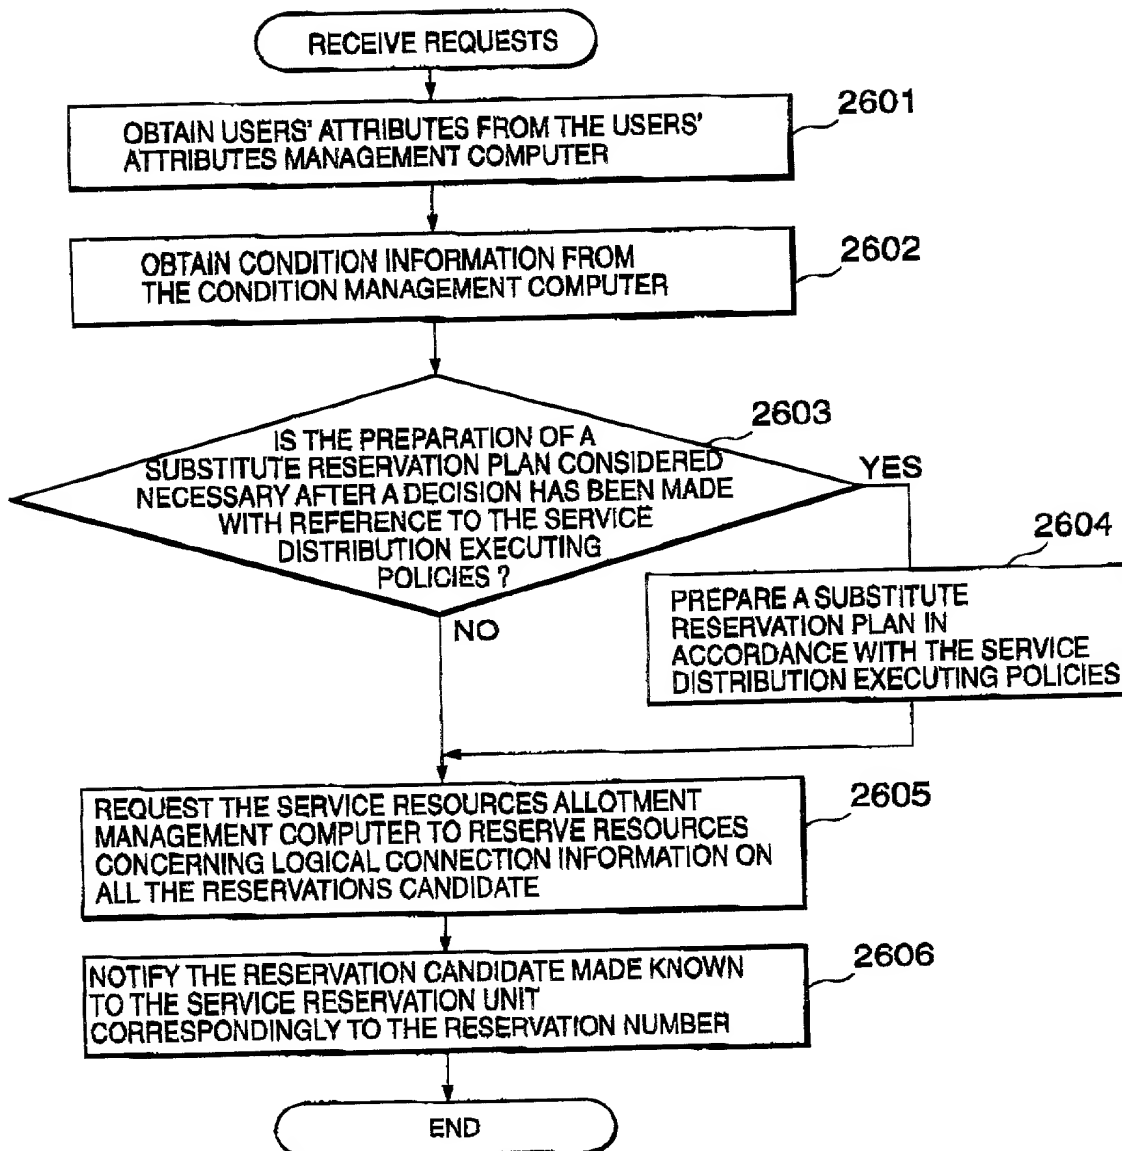 RECEIVE REQUESTS
2601
OBTAIN USERS' ATTRIBUTES FROM THE USERS'
ATTRIBUTES MANAGEMENT COMPUTER
2602
OBTAIN CONDITION INFORMATION FROM
THE CONDITION MANAGEMENT COMPUTER
2603
IS THE PREPARATION OF A
SUBSTITUTE RESERVATION PLAN CONSIDERED
NECESSARY AFTER A DECISION HAS BEEN MADE
WITH REFERENCE TO THE SERVICE
DISTRIBUTION EXECUTING
POLICIES ?
YES
NO
2604
PREPARE A SUBSTITUTE
RESERVATION PLAN IN
ACCORDANCE WITH THE SERVICE
DISTRIBUTION EXECUTING POLICIES
2605
REQUEST THE SERVICE RESOURCES ALLOTMENT
MANAGEMENT COMPUTER TO RESERVE RESOURCES
CONCERNING LOGICAL CONNECTION INFORMATION ON
ALL THE RESERVATIONS CANDIDATE
2606
NOTIFY THE RESERVATION CANDIDATE MADE KNOWN
TO THE SERVICE RESERVATION UNIT
CORRESPONDINGLY TO THE RESERVATION NUMBER
END